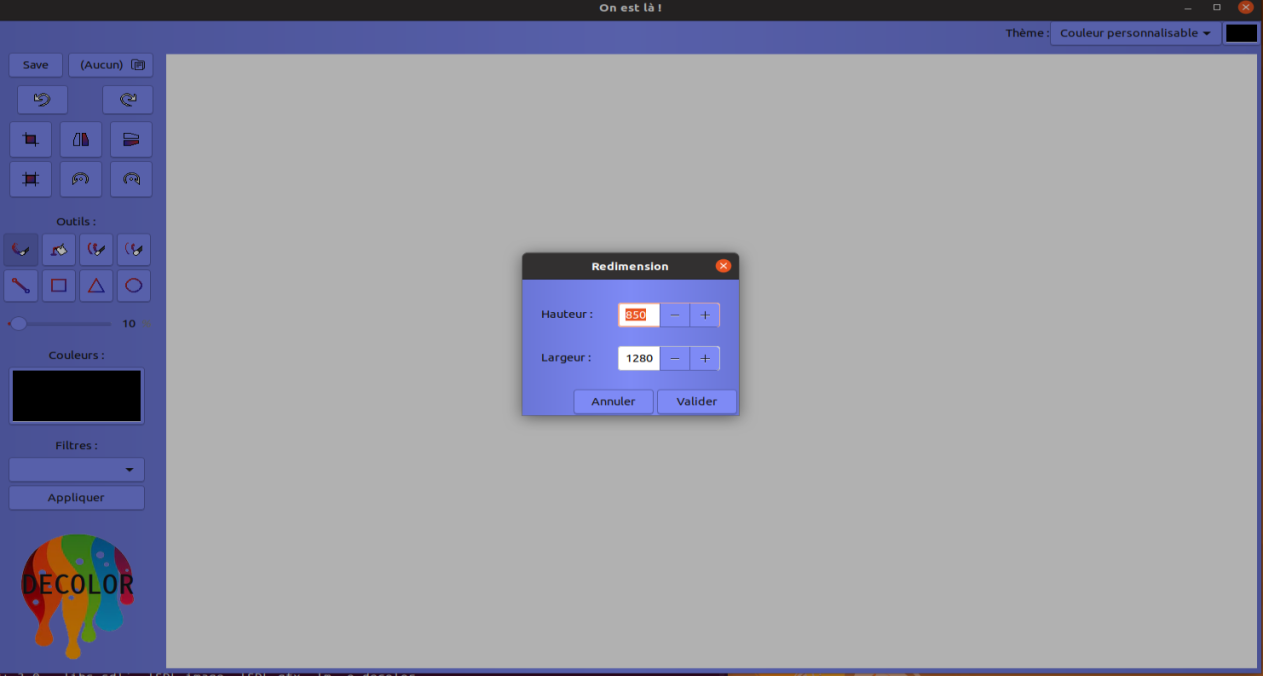 On est là !
Thème : Couleur personnalisable
Save (Aucun)
Outils :
10
Couleurs :
Filtres :
Appliquer
DECOLOR
Redimension
Hauteur : 850 − +
Largeur : 1280 − +
Annuler Valider